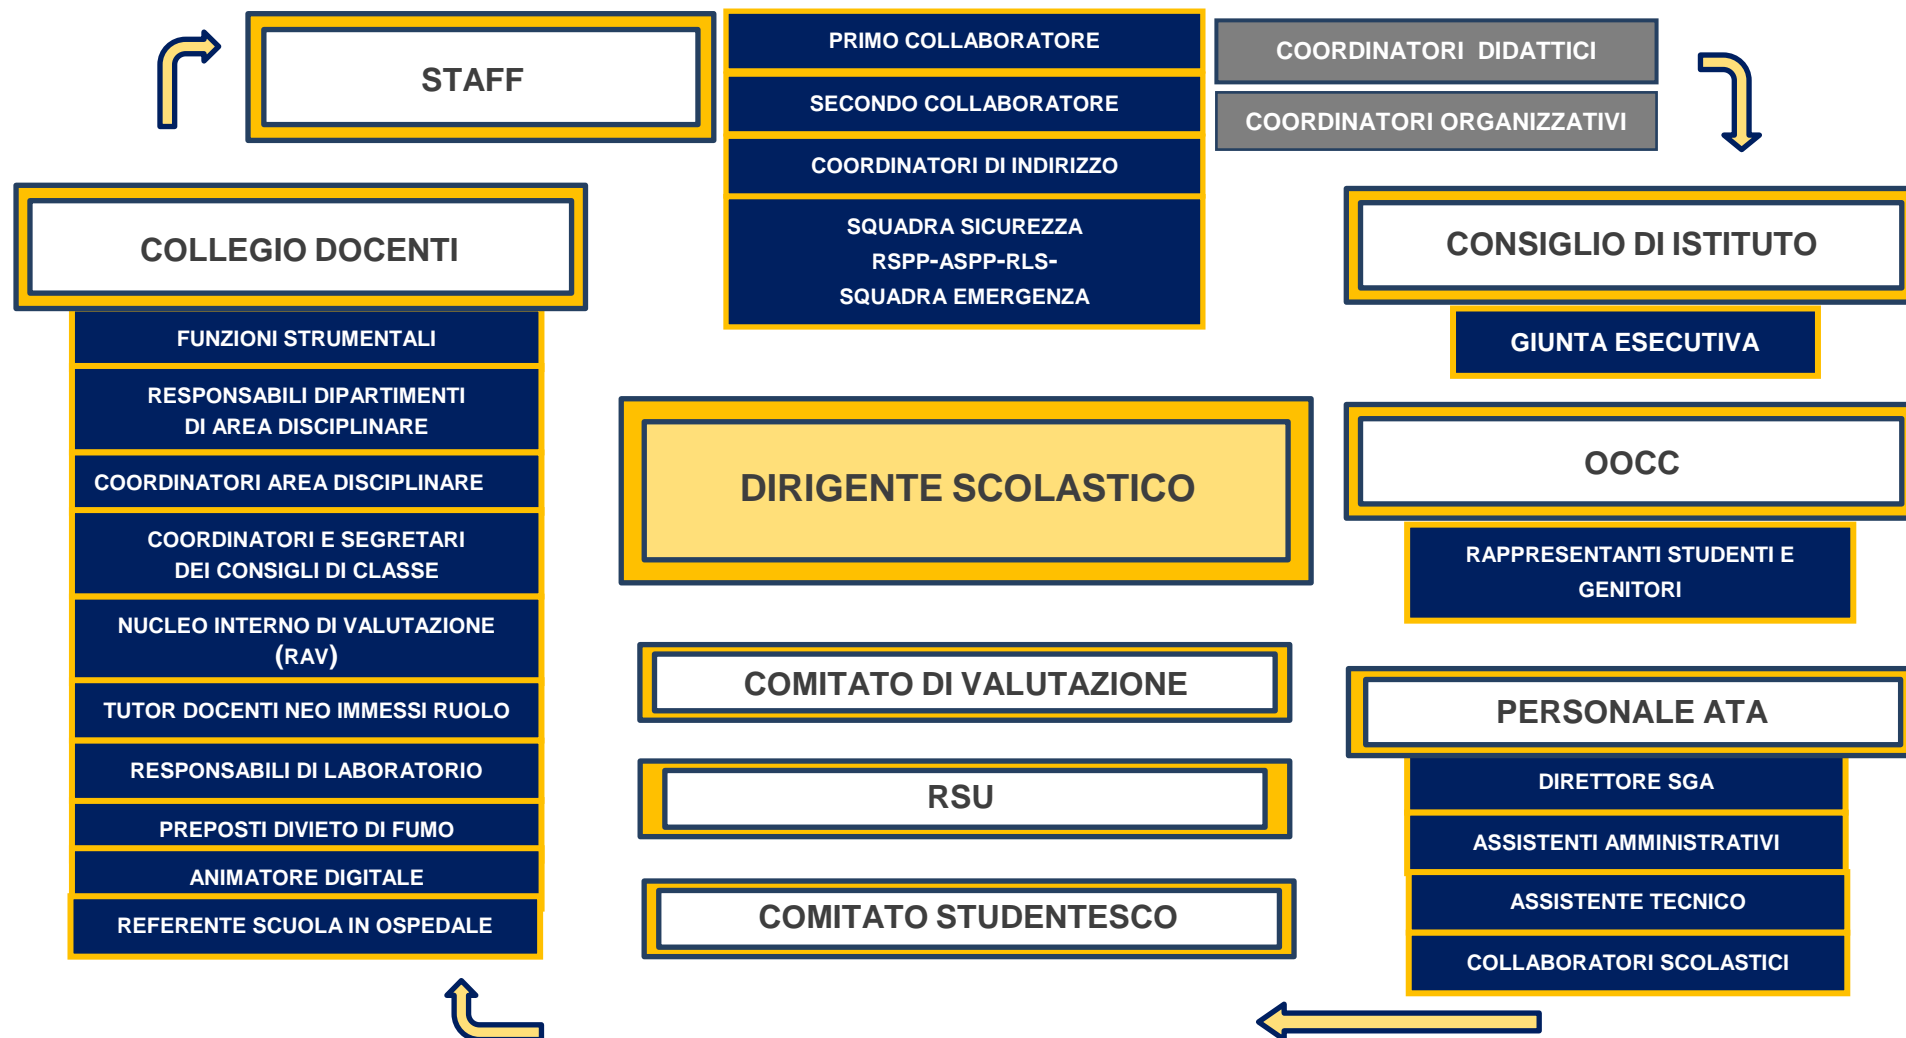 STAFF
PRIMO COLLABORATORE
SECONDO COLLABORATORE
COORDINATORI DI INDIRIZZO
SQUADRA SICUREZZA
RSPP-ASPP-RLS-
SQUADRA EMERGENZA
COORDINATORI DIDATTICI
COORDINATORI ORGANIZZATIVI
COLLEGIO DOCENTI
FUNZIONI STRUMENTALI
RESPONSABILI DIPARTIMENTI
DI AREA DISCIPLINARE
COORDINATORI AREA DISCIPLINARE
COORDINATORI E SEGRETARI
DEI CONSIGLI DI CLASSE
NUCLEO INTERNO DI VALUTAZIONE
(RAV)
TUTOR DOCENTI NEO IMMESSI RUOLO
RESPONSABILI DI LABORATORIO
PREPOSTI DIVIETO DI FUMO
ANIMATORE DIGITALE
REFERENTE SCUOLA IN OSPEDALE
DIRIGENTE SCOLASTICO
COMITATO DI VALUTAZIONE
RSU
COMITATO STUDENTESCO
CONSIGLIO DI ISTITUTO
GIUNTA ESECUTIVA
OOCC
RAPPRESENTANTI STUDENTI E
GENITORI
PERSONALE ATA
DIRETTORE SGA
ASSISTENTI AMMINISTRATIVI
ASSISTENTE TECNICO
COLLABORATORI SCOLASTICI